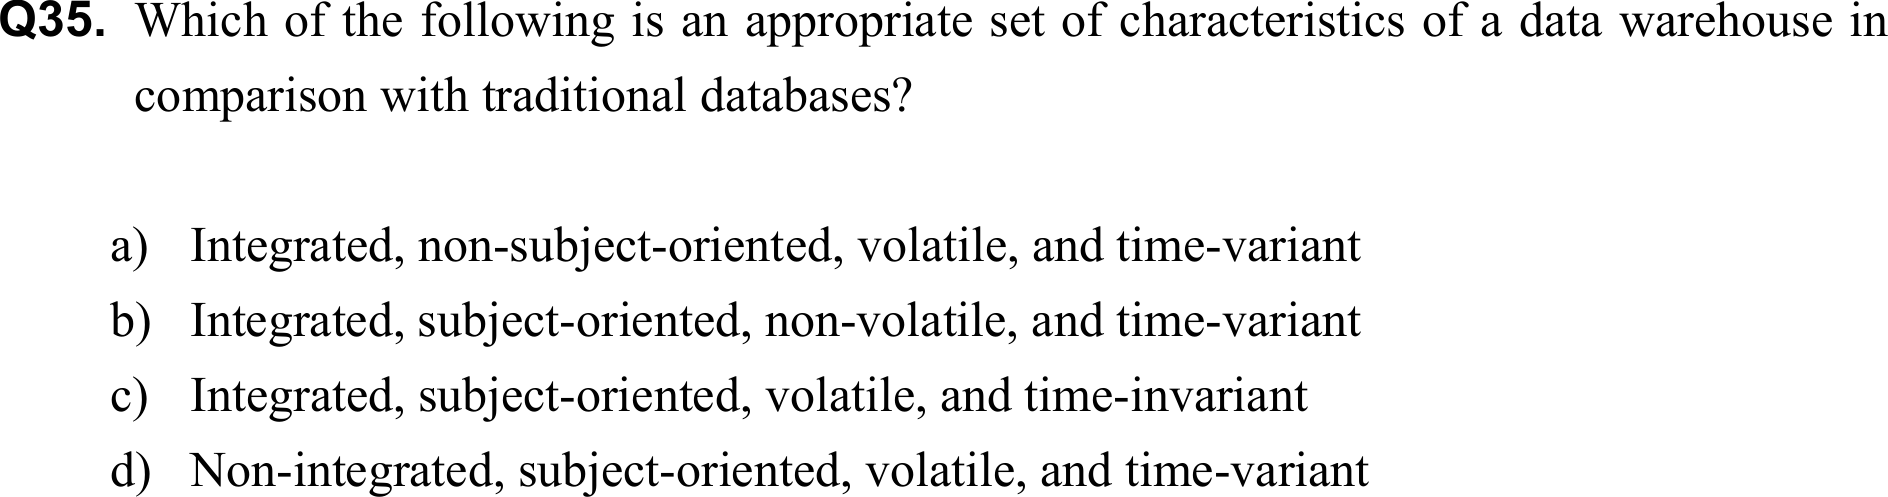 Q35. Which of the following is an appropriate set of characteristics of a data warehouse in
comparison with traditional databases?
a) Integrated, non-subject-oriented, volatile, and time-variant
b) Integrated, subject-oriented, non-volatile, and time-variant
c) Integrated, subject-oriented, volatile, and time-invariant
d) Non-integrated, subject-oriented, volatile, and time-variant